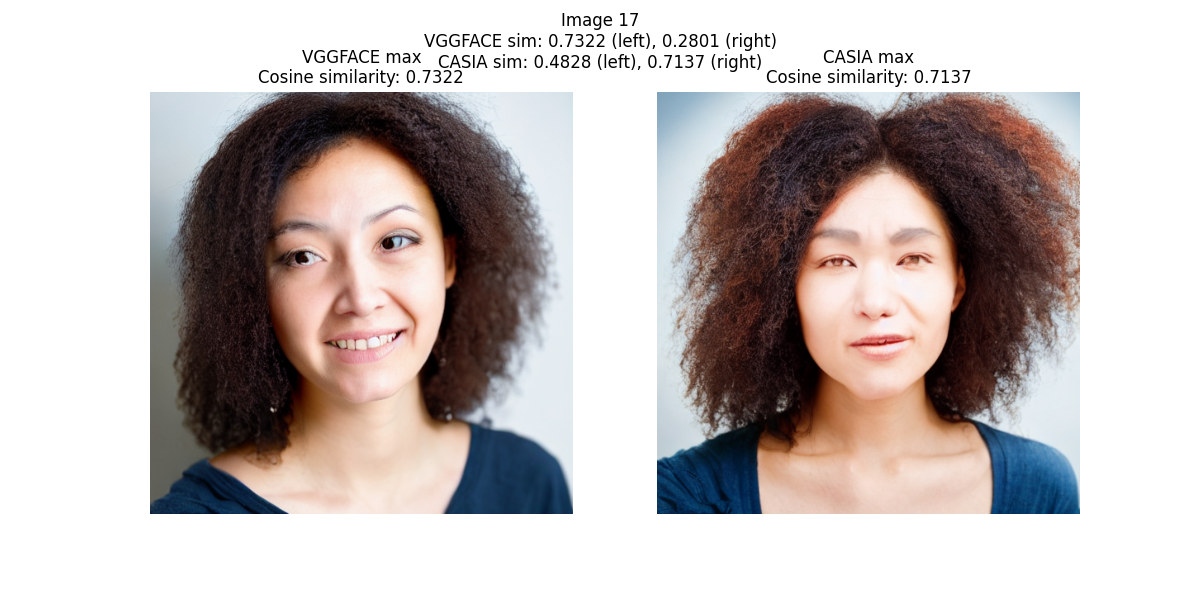 Image 17
VGGFACE sim: 0.7322 (left), 0.2801 (right)
CASIA sim: 0.4828 (left), 0.7137 (right)
VGGFACE max
Cosine similarity: 0.7322
CASIA max
Cosine similarity: 0.7137